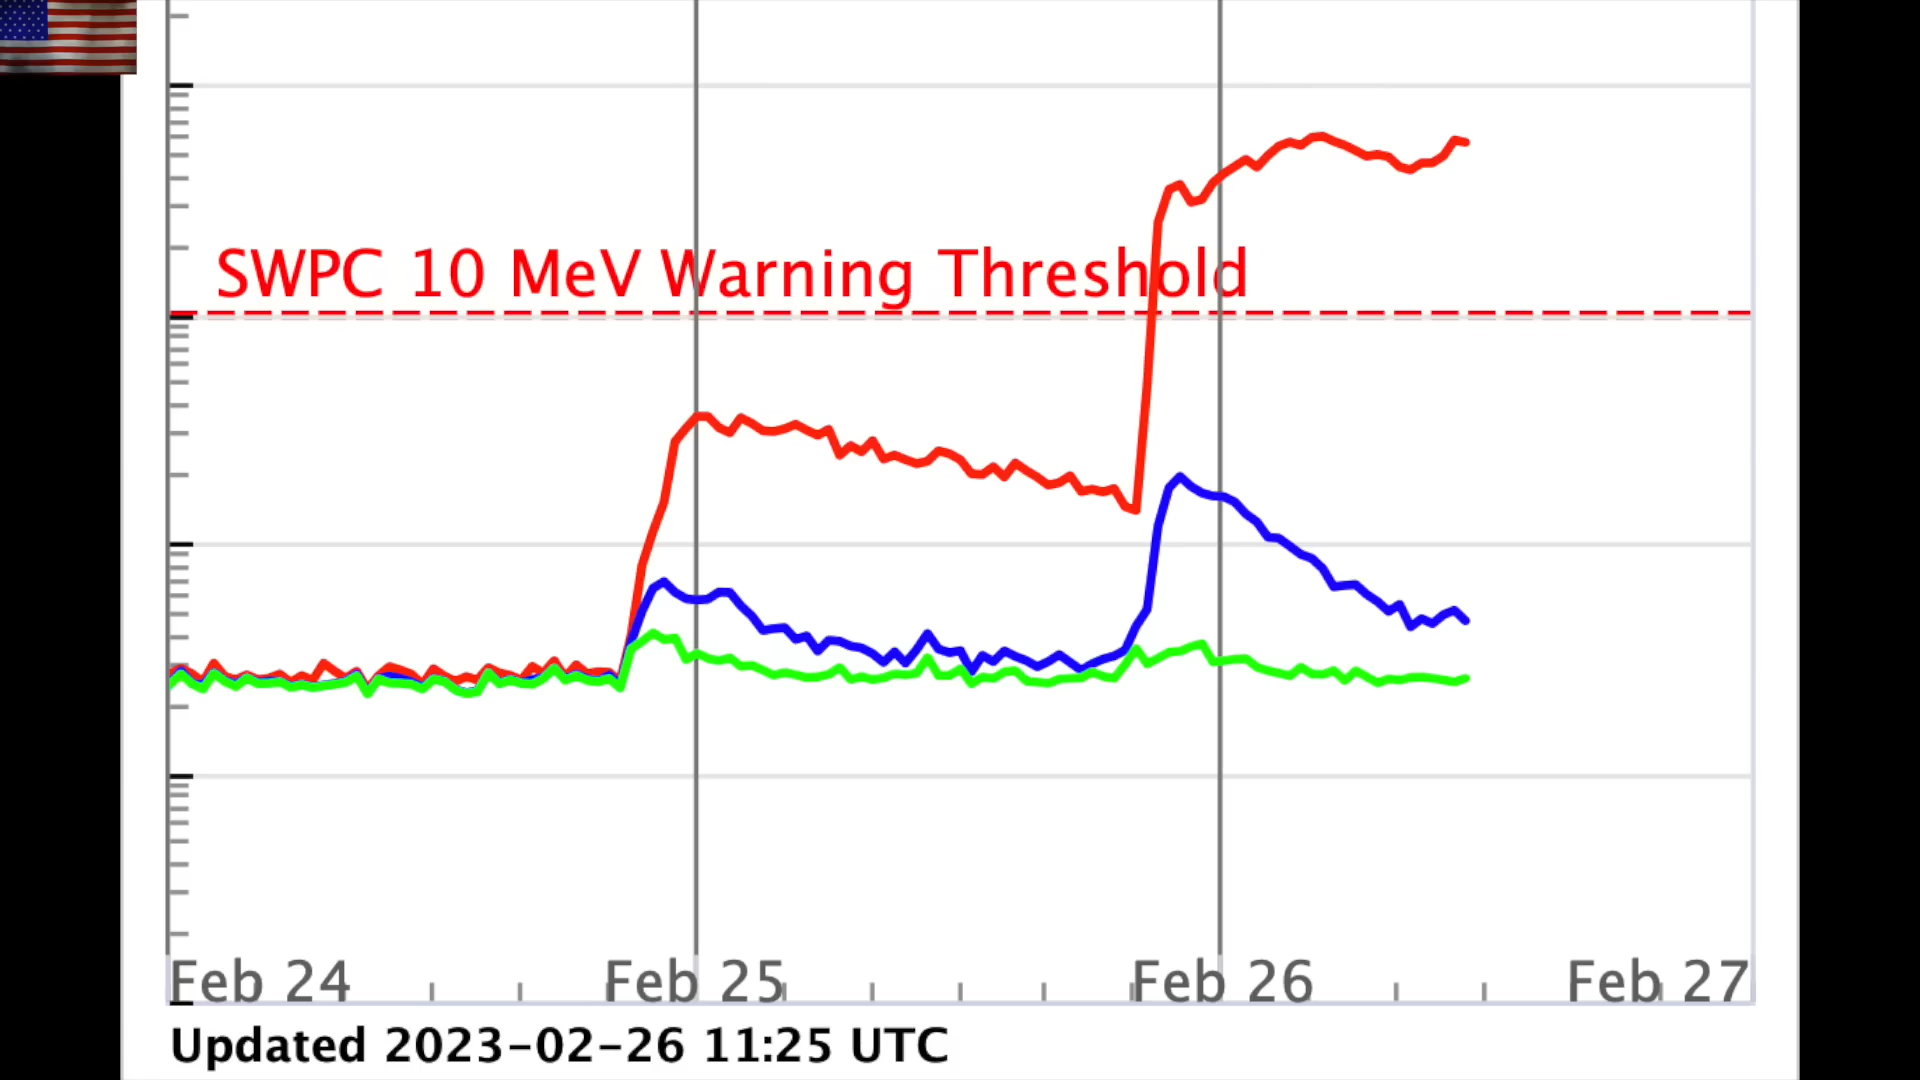 SWPC 10 MeV Warning Threshold
Feb 24 Feb 25 Feb 26 Feb 27
Updated 2023-02-26 11:25 UTC